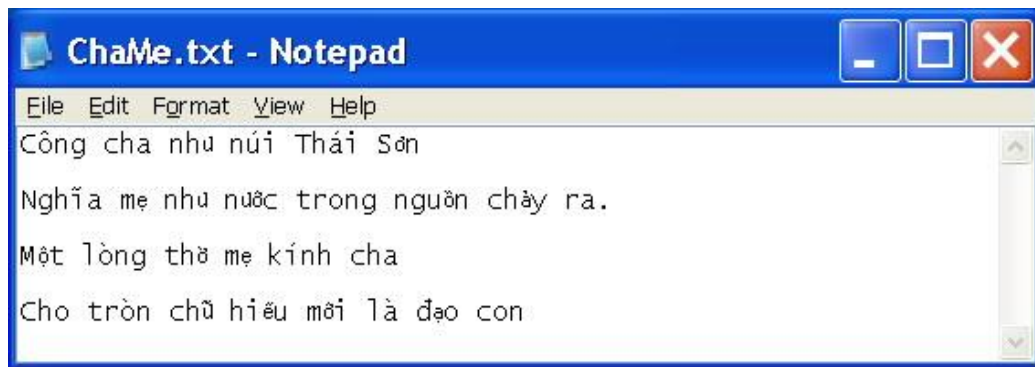 ChaMe.txt - Notepad
File Edit Format View Help
Công cha như núi Thái Sơn
Nghĩa mẹ như nước trong nguồn chảy ra.
Một lòng thờ mẹ kính cha
Cho tròn chữ hiếu mới là đạo con